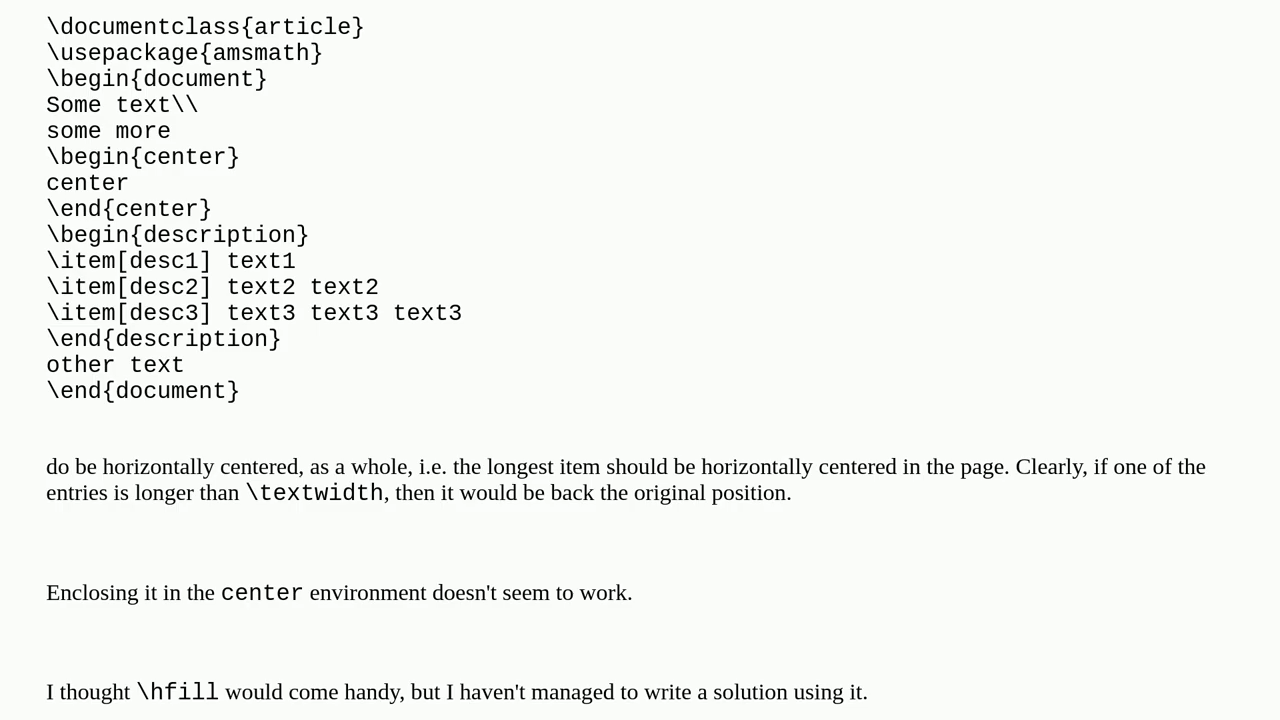 \documentclass{article}
\usepackage{amsmath}
\begin{document}
Some text\\
some more
\begin{center}
center
\end{center}
\begin{description}
\item[desc1] text1
\item[desc2] text2 text2
\item[desc3] text3 text3 text3
\end{description}
other text
\end{document}
do be horizontally centered, as a whole, i.e. the longest item should be horizontally centered in the page. Clearly, if one of the
entries is longer than \textwidth, then it would be back the original position.
Enclosing it in the center environment doesn't seem to work.
I thought \hfill would come handy, but I haven't managed to write a solution using it.